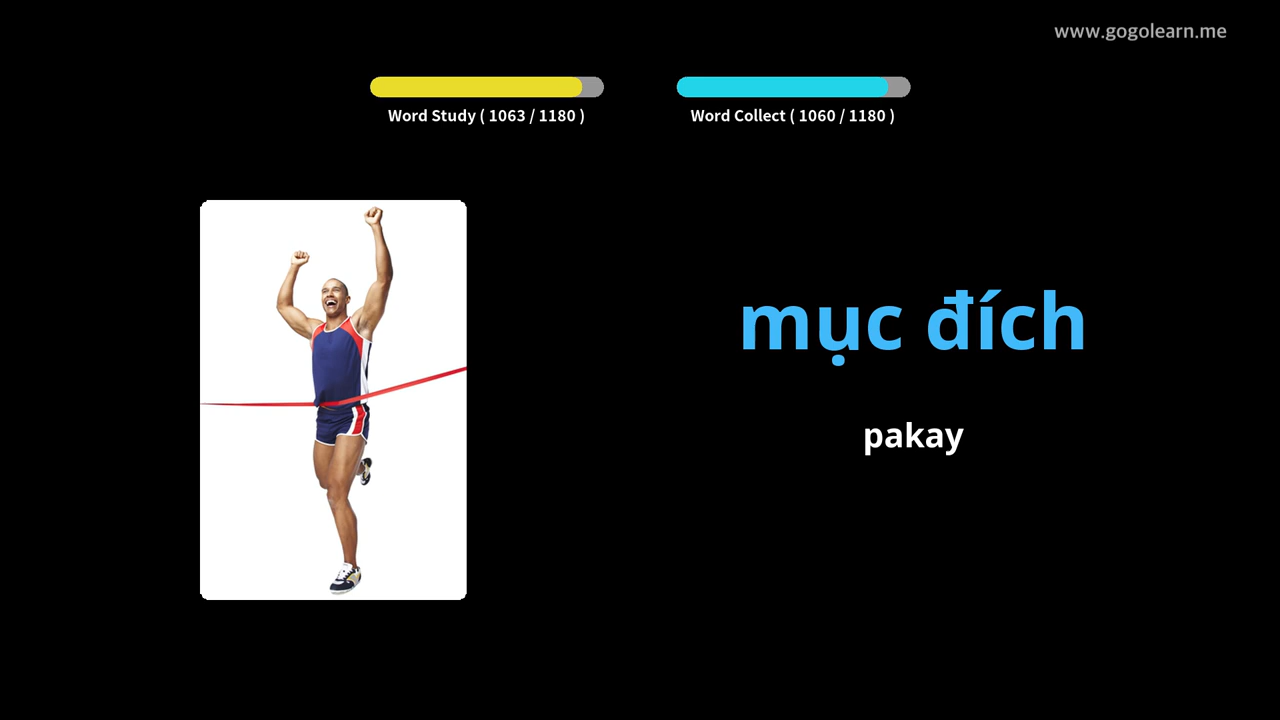 www.gogolearn.me
Word Study ( 1063 / 1180 )
Word Collect ( 1060 / 1180 )
mục đích
pakay